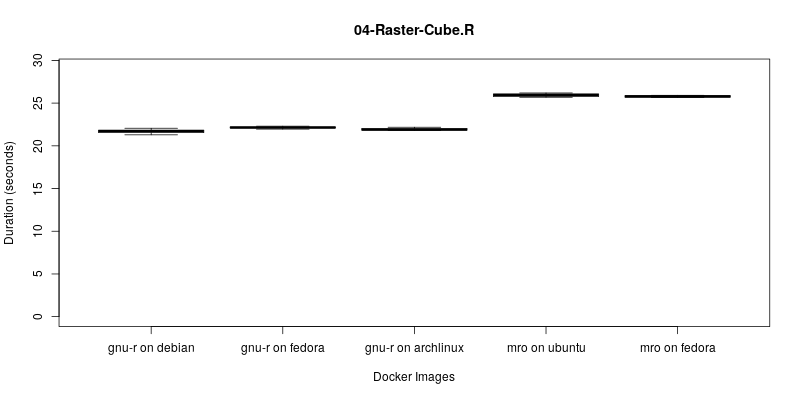 04-Raster-Cube.R
Duration (seconds)
30
25
20
15
10
5
0
gnu-r on debian
gnu-r on fedora
gnu-r on archlinux
mro on ubuntu
mro on fedora
Docker Images